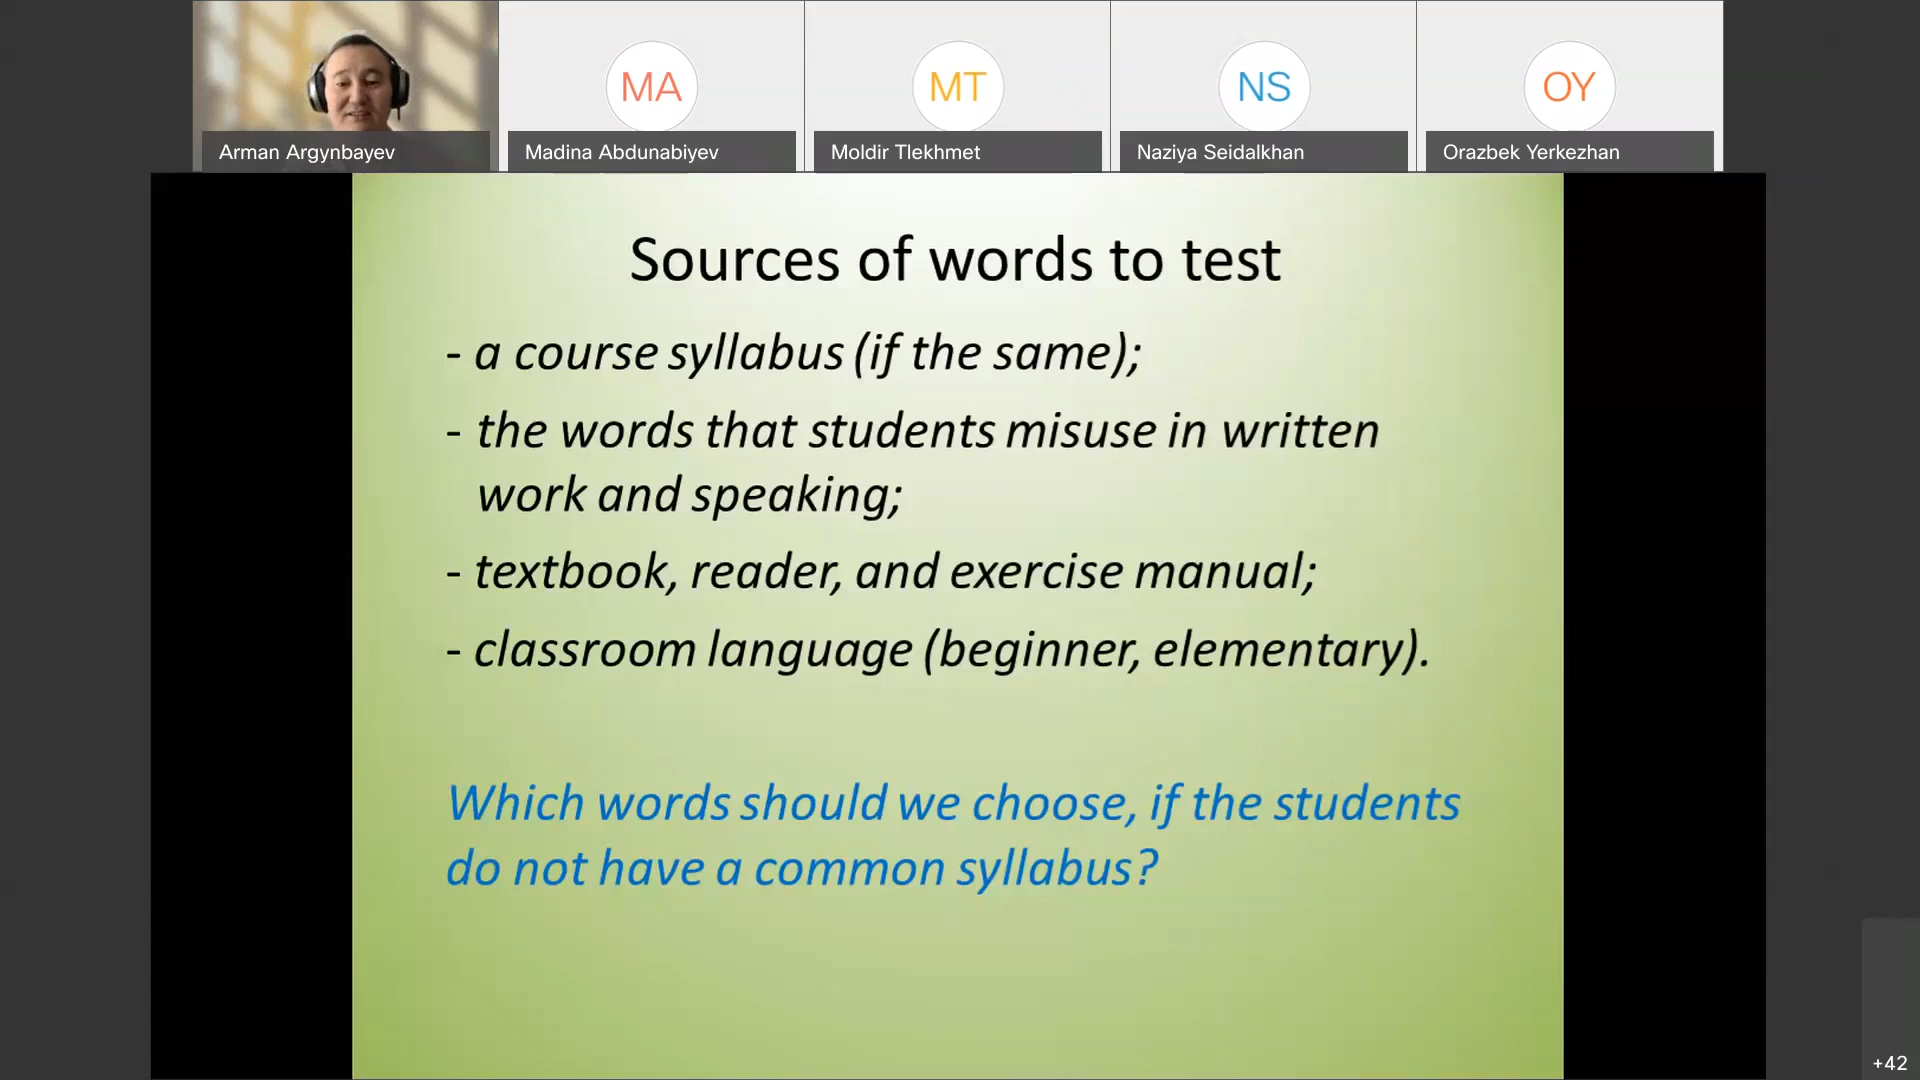 MA
MT
NS
OY
Arman Argynbayev
Madina Abdunabiyev
Moldir Tlekhmet
Naziya Seidalkhan
Orazbek Yerkezhan
Sources of words to test
- a course syllabus (if the same);
- the words that students misuse in written
work and speaking;
- textbook, reader, and exercise manual;
- classroom language (beginner, elementary).
Which words should we choose, if the students
do not have a common syllabus?
+42